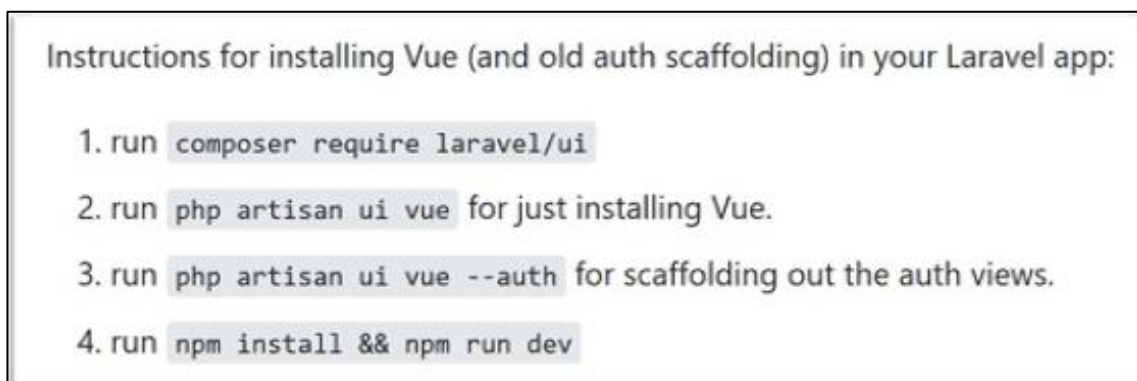 Instructions for installing Vue (and old auth scaffolding) in your Laravel app:
1. run composer require laravel/ui
2. run php artisan ui vue for just installing Vue.
3. run php artisan ui vue --auth for scaffolding out the auth views.
4. run npm install && npm run dev